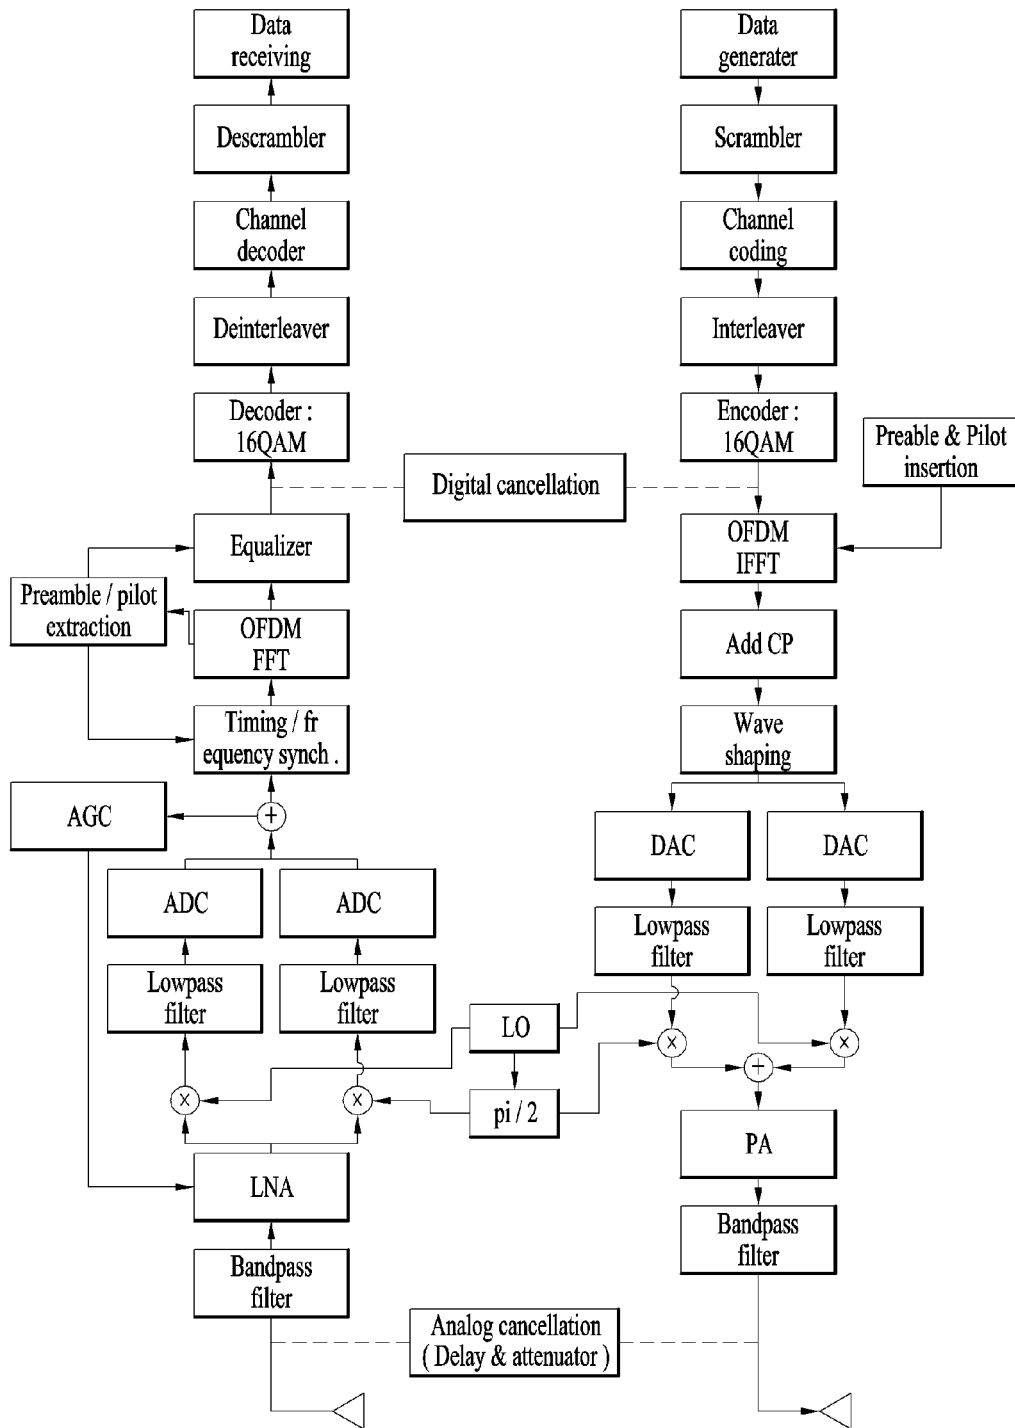 Data
receiving
Descrambler
Channel
decoder
Deinterleaver
Decoder :
16QAM
Equalizer
Preamble / pilot
extraction
OFDM
FFT
Timing / fr
equency synch .
AGC
+
ADC
ADC
Lowpass
filter
Lowpass
filter
×
×
LNA
Bandpass
filter
Digital cancellation
LO
pi / 2
Analog cancellation
( Delay & attenuator )
Data
generater
Scrambler
Channel
coding
Interleaver
Encoder :
16QAM
Preable & Pilot
insertion
OFDM
IFFT
Add CP
Wave
shaping
DAC
DAC
Lowpass
filter
Lowpass
filter
×
×
+
PA
Bandpass
filter